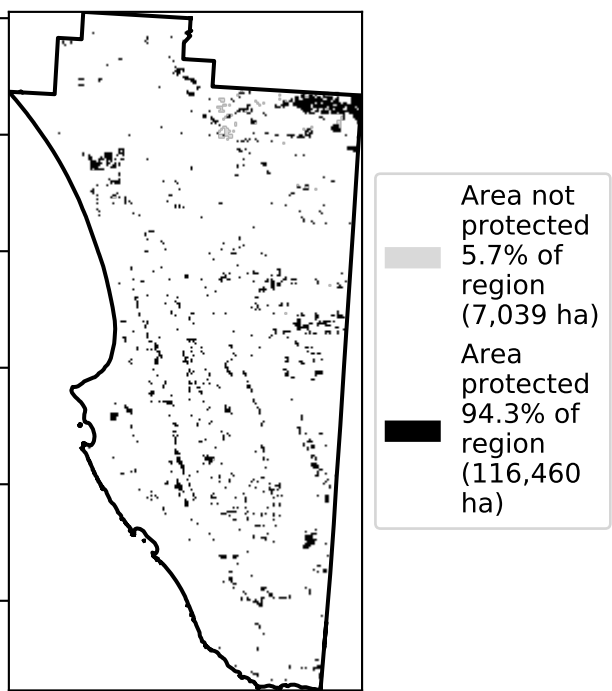 Area not
protected
5.7% of
region
(7,039 ha)
Area
protected
94.3% of
region
(116,460
ha)